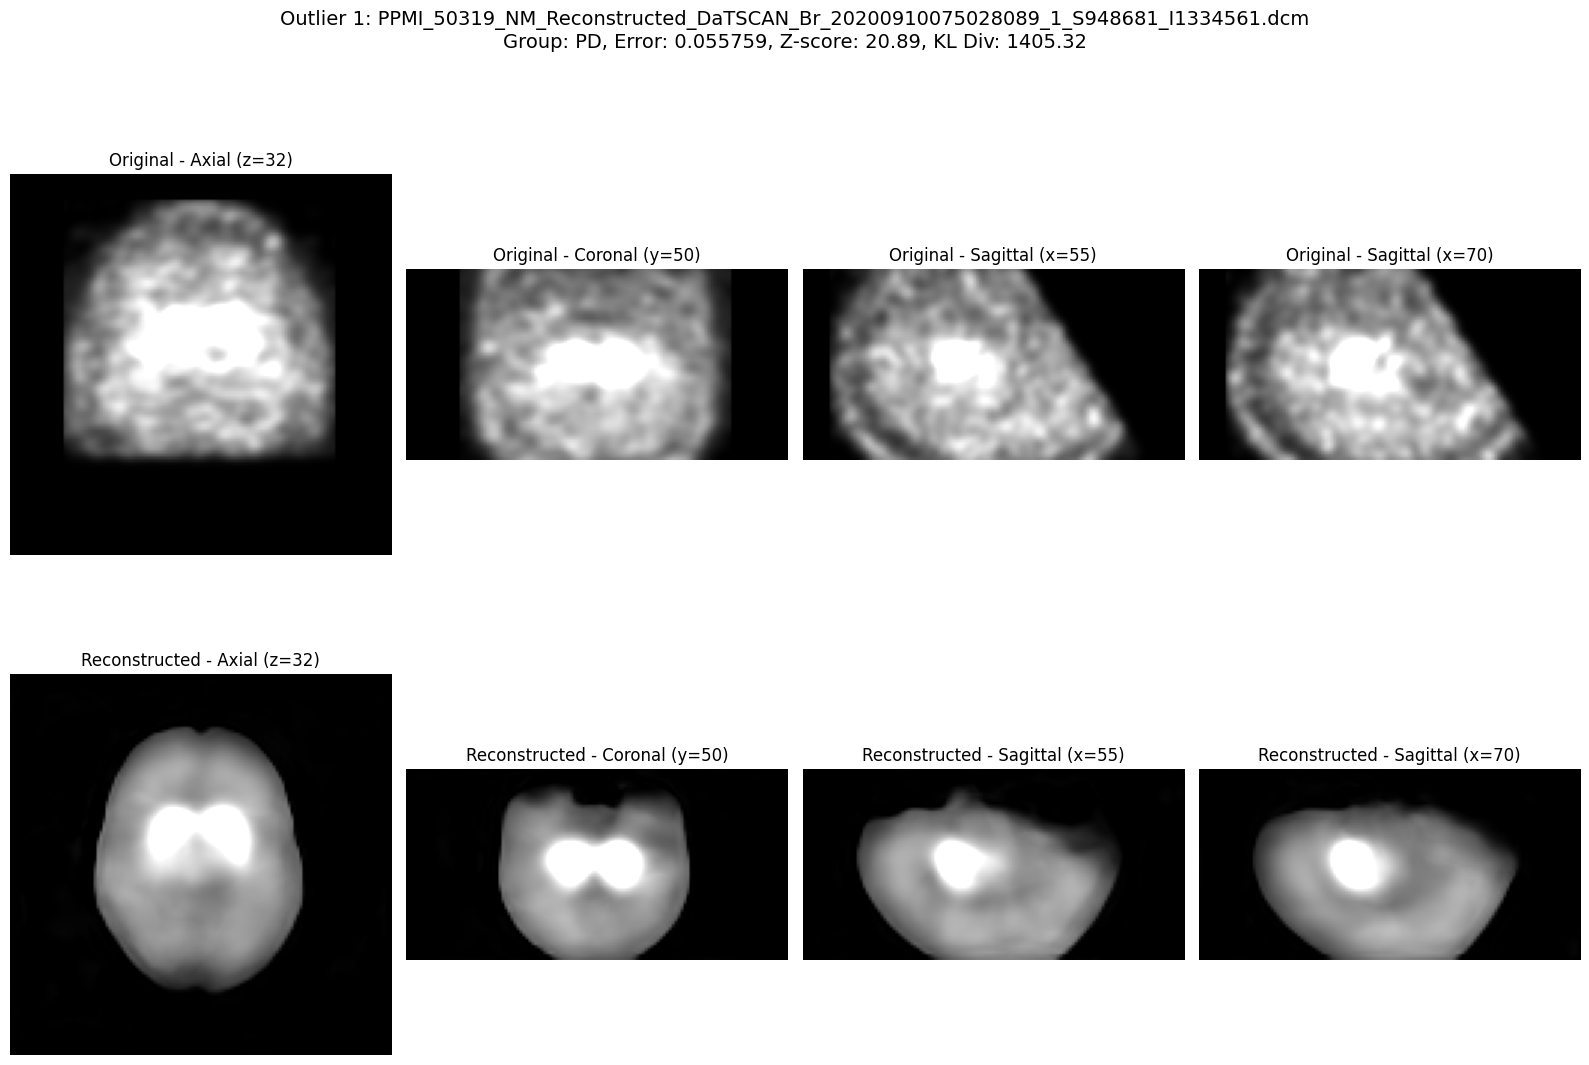 Outlier 1: PPMI_50319_NM_Reconstructed_DaTSCAN_Br_20200910075028089_1_S948681_I1334561.dcm
Group: PD, Error: 0.055759, Z-score: 20.89, KL Div: 1405.32
Original - Axial (z=32)
Original - Coronal (y=50)
Original - Sagittal (x=55)
Original - Sagittal (x=70)
Reconstructed - Axial (z=32)
Reconstructed - Coronal (y=50)
Reconstructed - Sagittal (x=55)
Reconstructed - Sagittal (x=70)